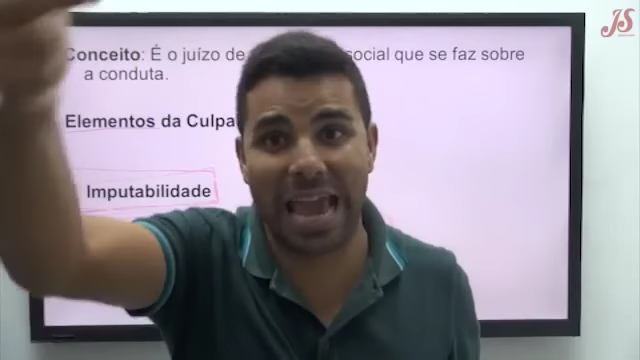 JS
Conceito: É o juízo de social que se faz sobre
a conduta.
Elementos da Culpa
Imputabilidade